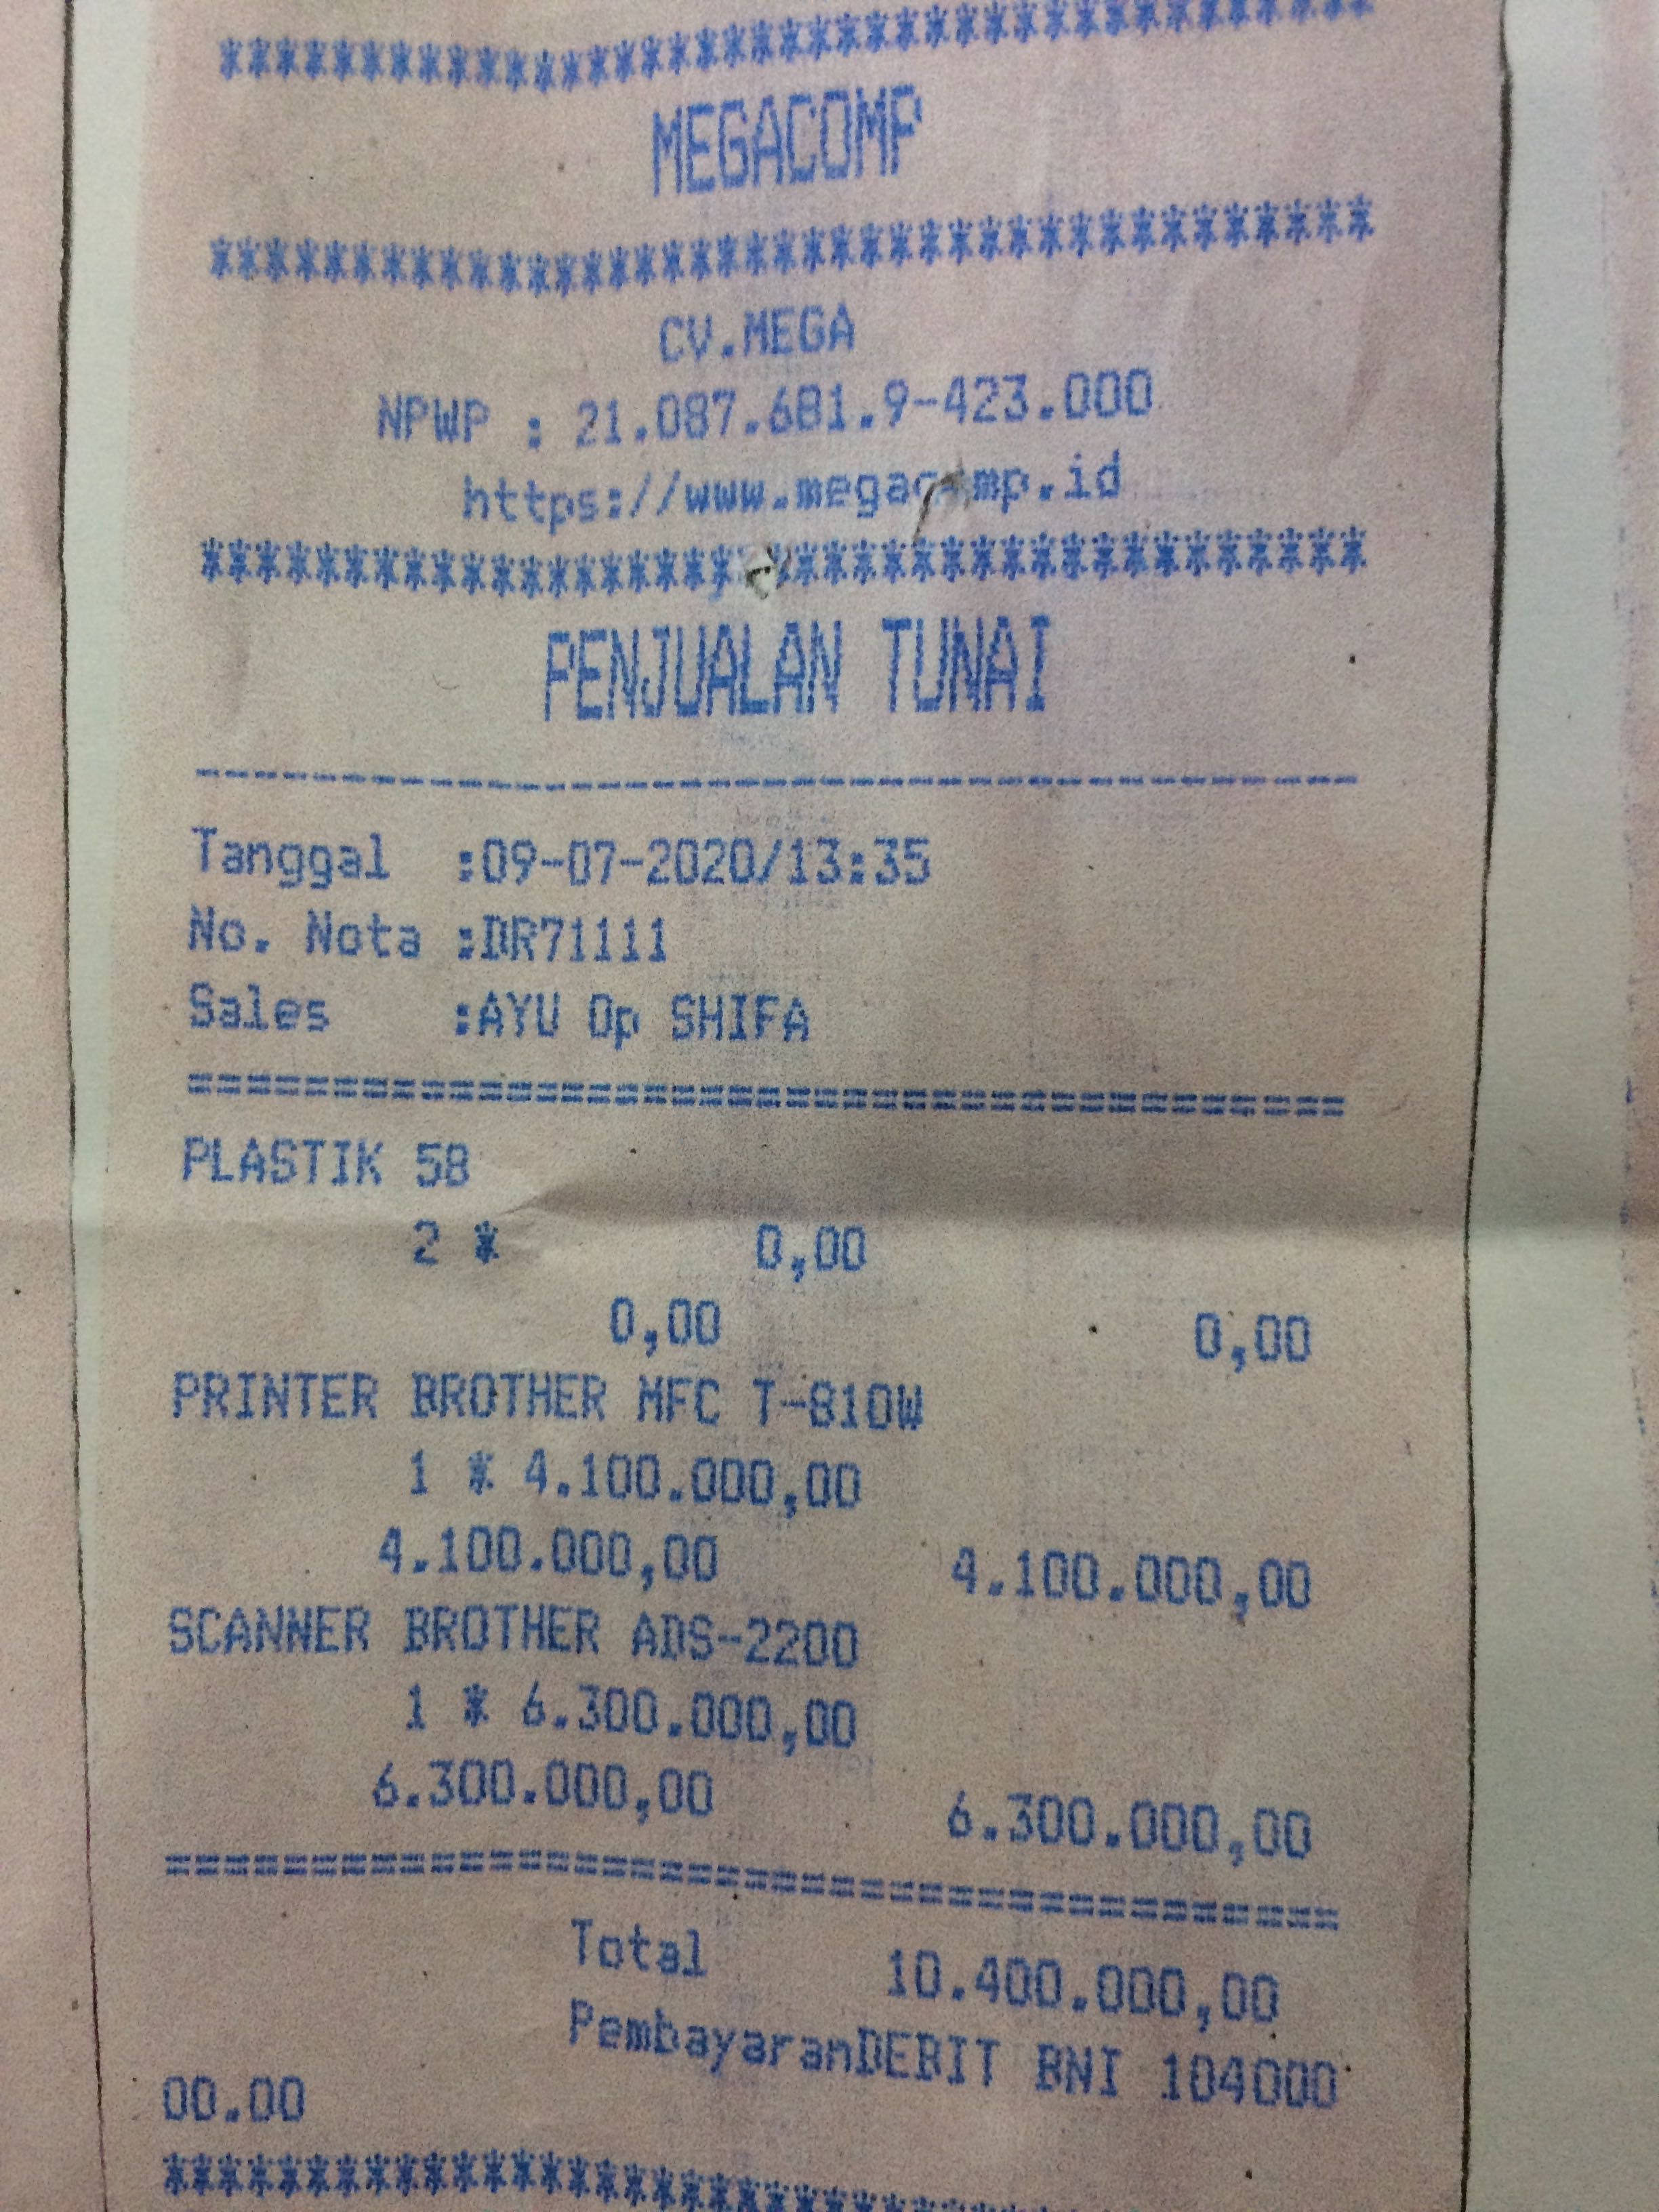 ****************************************
MEGACOMP
****************************************
CV.MEGA
NPWP : 21.087.681.9-423.000
https://www.megacomp.id
****************************************
PENJUALAN TUNAI
----------------------------------------
Tanggal :09-07-2020/13:35
No. Nota :DR71111
Sales :AYU Op SHIFA
========================================
PLASTIK 58
2 * 0,00
0,00 0,00
PRINTER BROTHER MFC T-810W
1 * 4.100.000,00
4.100.000,00 4.100.000,00
SCANNER BROTHER ADS-2200
1 * 6.300.000,00
6.300.000,00 6.300.000,00
========================================
Total 10.400.000,00
PembayaranDEBIT BNI 104000
00.00
****************************************